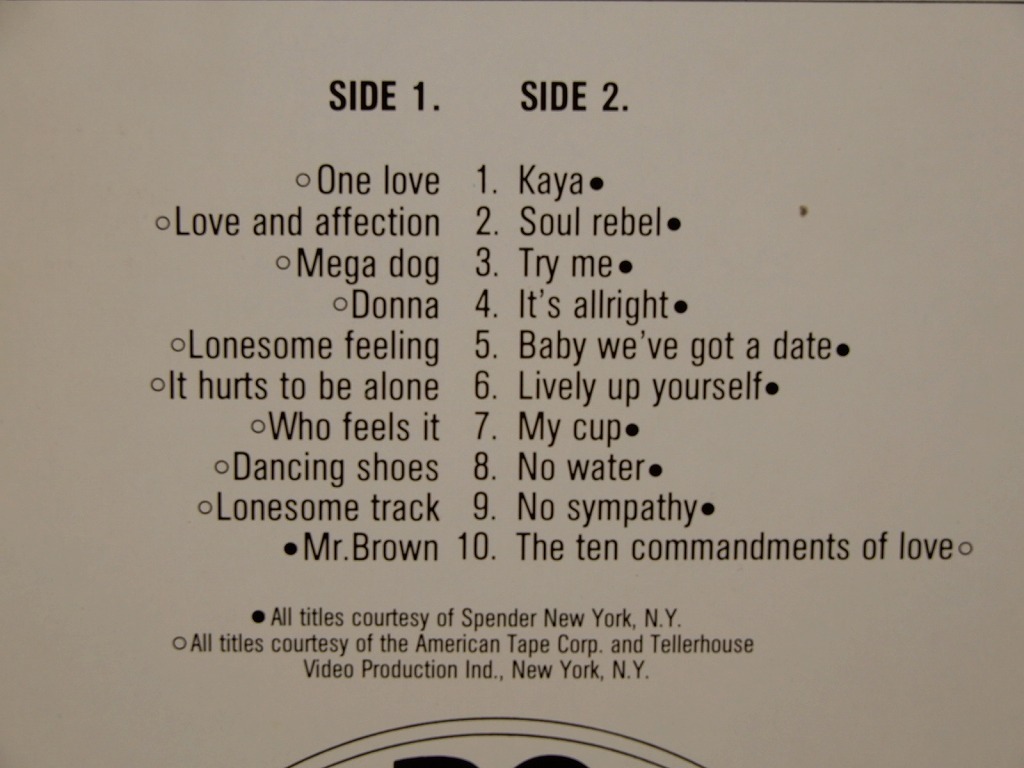 SIDE 1. SIDE 2.
○One love 1. Kaya●
○Love and affection 2. Soul rebel●
○Mega dog 3. Try me●
○Donna 4. It's allright●
○Lonesome feeling 5. Baby we've got a date●
○It hurts to be alone 6. Lively up yourself●
○Who feels it 7. My cup●
○Dancing shoes 8. No water●
○Lonesome track 9. No sympathy●
●Mr.Brown 10. The ten commandments of love○
●All titles courtesy of Spender New York, N.Y.
○All titles courtesy of the American Tape Corp. and Tellerhouse
Video Production Ind., New York, N.Y.